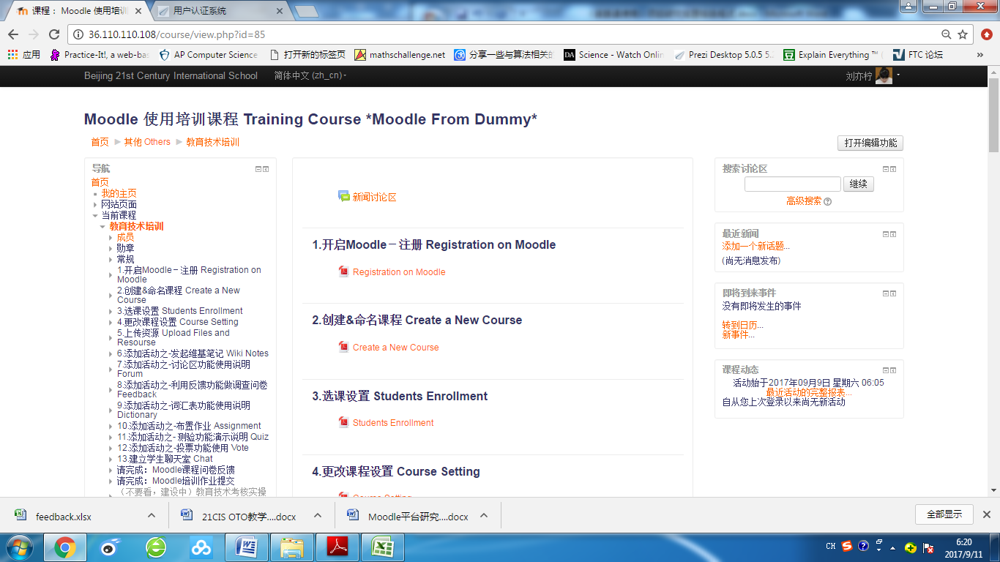 课程： Moodle 使用培训
用户认证系统
36.110.110.108/course/view.php?id=85
应用
Practice-It!, a web-bas
AP Computer Science
打开新的标签页
mathschallenge.net
分享一些与算法相关的
Science - Watch Onlin
Prezi Desktop 5.0.5 5.
Explain Everything ™ (
FTC 论坛
Beijing 21st Century International School
简体中文 (zh_cn)
刘亦柠
Moodle 使用培训课程 Training Course *Moodle From Dummy*
首页 ► 其他 Others ► 教育技术培训
打开编辑功能
导航
首页
我的主页
网站页面
当前课程
教育技术培训
成员
勋章
常规
1.开启Moodle－注册 Registration on
Moodle
2.创建&命名课程 Create a New
Course
3.选课设置 Students Enrollment
4.更改课程设置 Course Setting
5.上传资源 Upload Files and
Resourse
6.添加活动之-发起维基笔记 Wiki Notes
7.添加活动之-讨论区功能使用说明
Forum
8.添加活动之-利用反馈功能做调查问卷
Feedback
9.添加活动之-词汇表功能使用说明
Dictionary
10.添加活动之-布置作业 Assignment
11.添加活动之- 测验功能演示说明 Quiz
12.添加活动之-投票功能使用 Vote
13.建立学生聊天室 Chat
请完成：Moodle课程问卷反馈
请完成：Moodle培训作业提交
（不要看，建设中）教育技术考核实操
新闻讨论区
1.开启Moodle－注册 Registration on Moodle
Registration on Moodle
2.创建&命名课程 Create a New Course
Create a New Course
3.选课设置 Students Enrollment
Students Enrollment
4.更改课程设置 Course Setting
Course Setting
搜索讨论区
继续
高级搜索
最近新闻
添加一个新话题...
(尚无消息发布)
即将到来事件
没有即将发生的事件
转到日历...
新事件...
课程动态
活动始于2017年09月9日 星期六 06:05
最近活动的完整报表...
自从您上次登录以来尚无新活动
feedback.xlsx
21CIS OTO教学....docx
Moodle平台研究....docx
全部显示
CH
6:20
2017/9/11